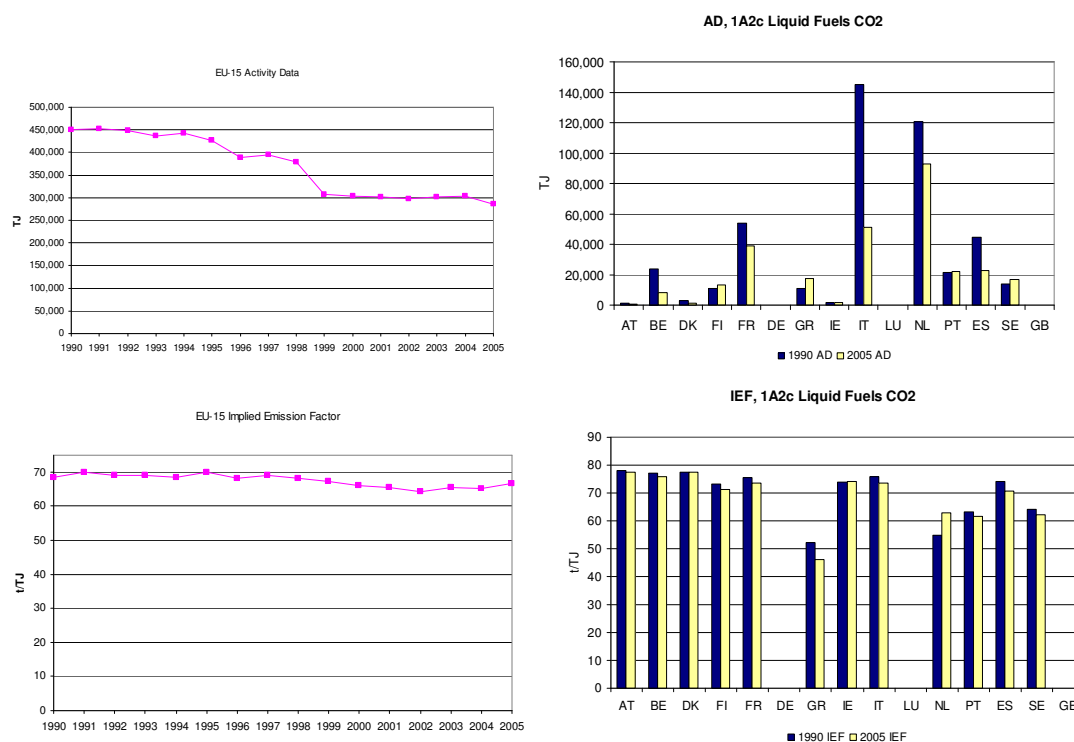 EU-15 Activity Data
500,000
450,000
400,000
350,000
300,000
250,000
200,000
150,000
100,000
50,000
0
TJ
1990 1991 1992 1993 1994 1995 1996 1997 1998 1999 2000 2001 2002 2003 2004 2005
AD, 1A2c Liquid Fuels CO2
160,000
140,000
120,000
100,000
80,000
60,000
40,000
20,000
0
TJ
AT BE DK FI FR DE GR IE IT LU NL PT ES SE GB
1990 AD 2005 AD
EU-15 Implied Emission Factor
70
60
50
40
30
20
10
0
t/TJ
1990 1991 1992 1993 1994 1995 1996 1997 1998 1999 2000 2001 2002 2003 2004 2005
IEF, 1A2c Liquid Fuels CO2
90
80
70
60
50
40
30
20
10
0
t/TJ
AT BE DK FI FR DE GR IE IT LU NL PT ES SE GB
1990 IEF 2005 IEF